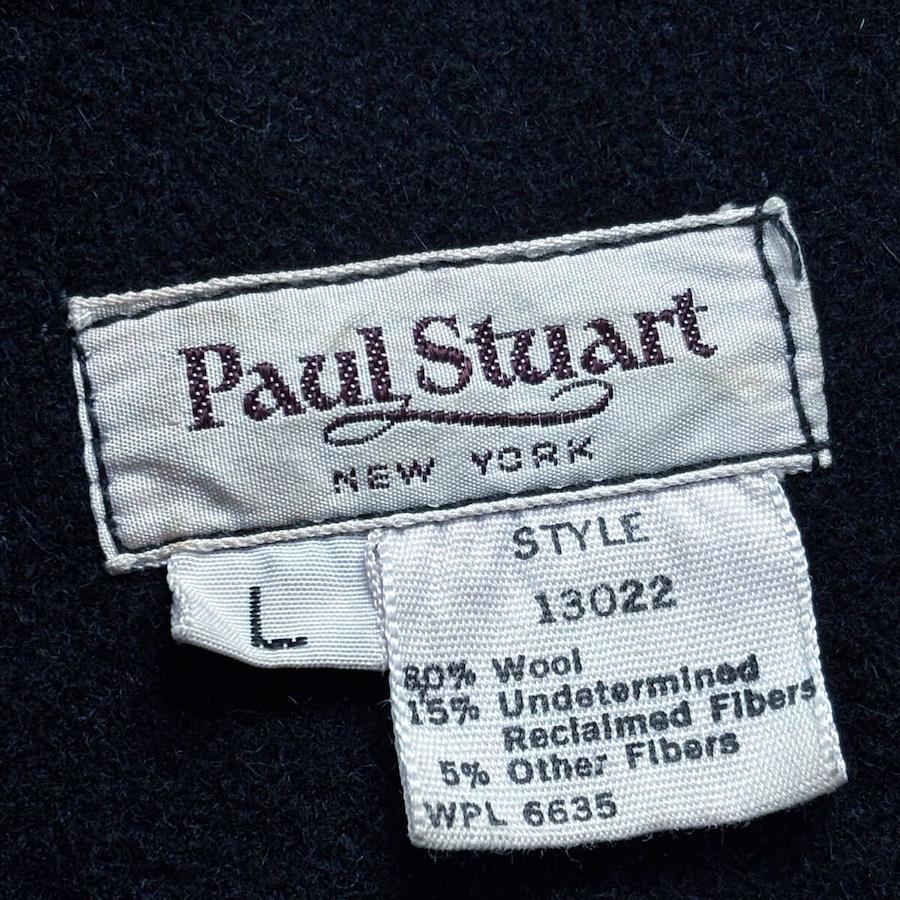 Paul Stuart
NEW YORK
L
STYLE
13022
80% Wool
15% Undetermined
Reclaimed Fibers
5% Other Fibers
WPL 6635